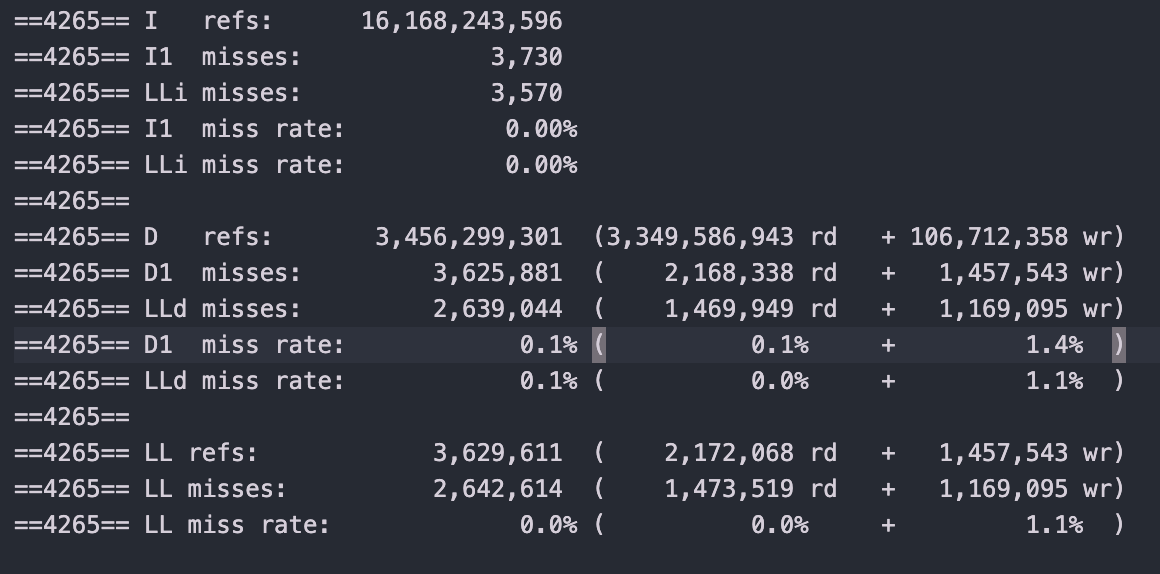 ==4265== I   refs:      16,168,243,596
==4265== I1  misses:             3,730
==4265== LLi misses:             3,570
==4265== I1  miss rate:           0.00%
==4265== LLi miss rate:           0.00%
==4265==
==4265== D   refs:       3,456,299,301  (3,349,586,943 rd   + 106,712,358 wr)
==4265== D1  misses:         3,625,881  (    2,168,338 rd   +   1,457,543 wr)
==4265== LLd misses:         2,639,044  (    1,469,949 rd   +   1,169,095 wr)
==4265== D1  miss rate:            0.1% (          0.1%     +         1.4%  )
==4265== LLd miss rate:            0.1% (          0.0%     +         1.1%  )
==4265==
==4265== LL refs:            3,629,611  (    2,172,068 rd   +   1,457,543 wr)
==4265== LL misses:          2,642,614  (    1,473,519 rd   +   1,169,095 wr)
==4265== LL miss rate:             0.0% (          0.0%     +         1.1%  )